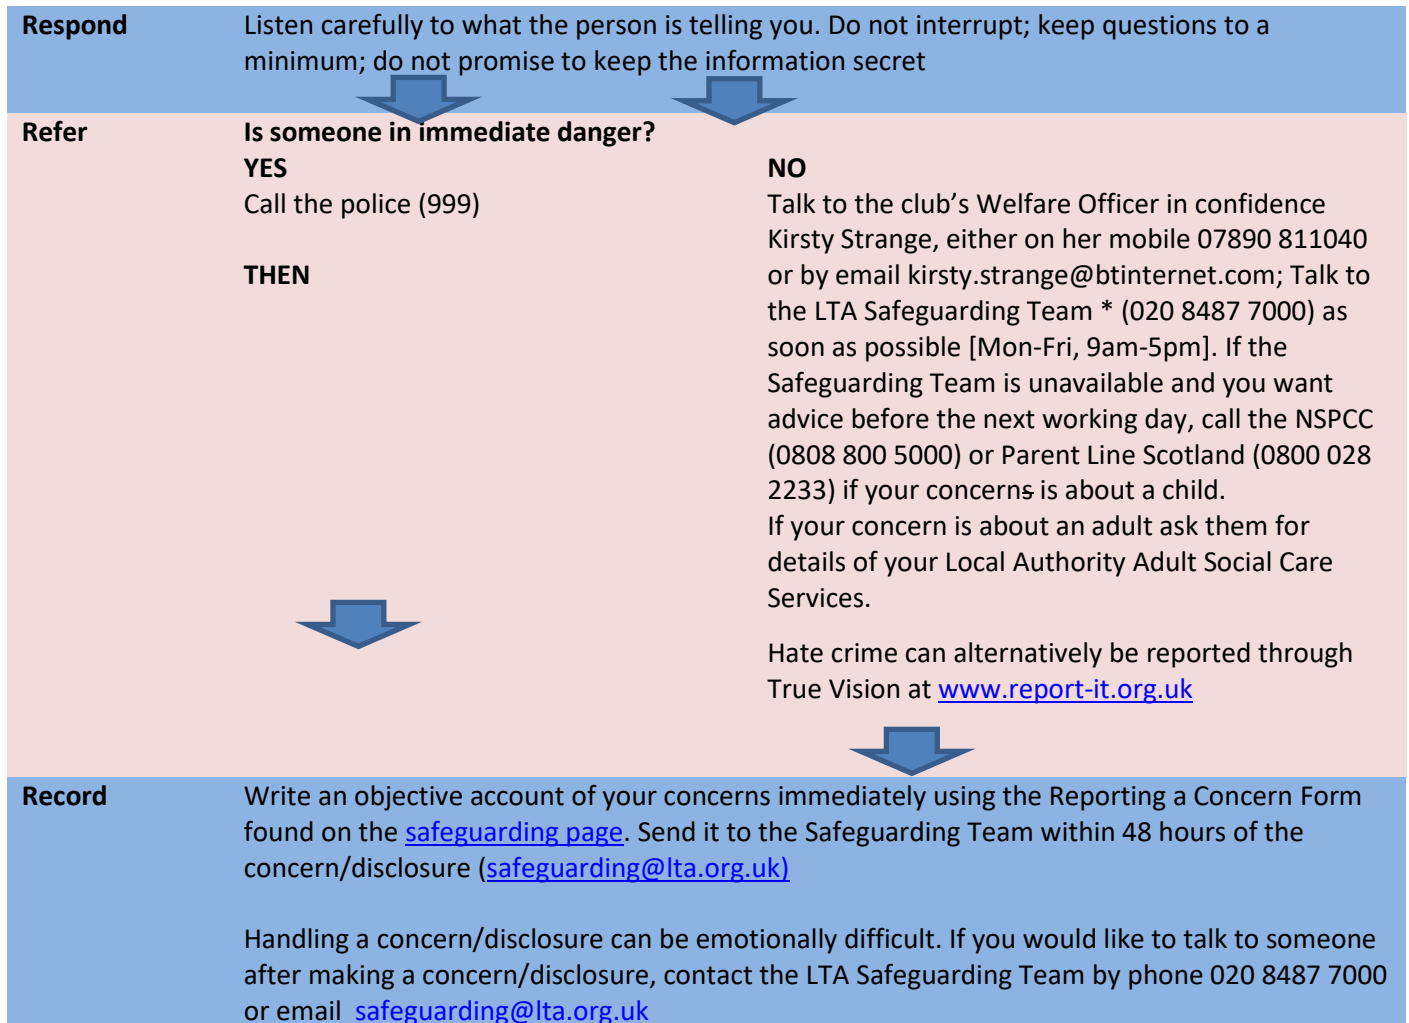 Respond
Listen carefully to what the person is telling you. Do not interrupt; keep questions to a
minimum; do not promise to keep the information secret
Refer
Is someone in immediate danger?
YES
Call the police (999)
THEN
NO
Talk to the club’s Welfare Officer in confidence
Kirsty Strange, either on her mobile 07890 811040
or by email kirsty.strange@btinternet.com; Talk to
the LTA Safeguarding Team * (020 8487 7000) as
soon as possible [Mon-Fri, 9am-5pm]. If the
Safeguarding Team is unavailable and you want
advice before the next working day, call the NSPCC
(0808 800 5000) or Parent Line Scotland (0800 028
2233) if your concerns is about a child.
If your concern is about an adult ask them for
details of your Local Authority Adult Social Care
Services.
Hate crime can alternatively be reported through
True Vision at www.report-it.org.uk
Record
Write an objective account of your concerns immediately using the Reporting a Concern Form
found on the safeguarding page. Send it to the Safeguarding Team within 48 hours of the
concern/disclosure (safeguarding@lta.org.uk)
Handling a concern/disclosure can be emotionally difficult. If you would like to talk to someone
after making a concern/disclosure, contact the LTA Safeguarding Team by phone 020 8487 7000
or email safeguarding@lta.org.uk